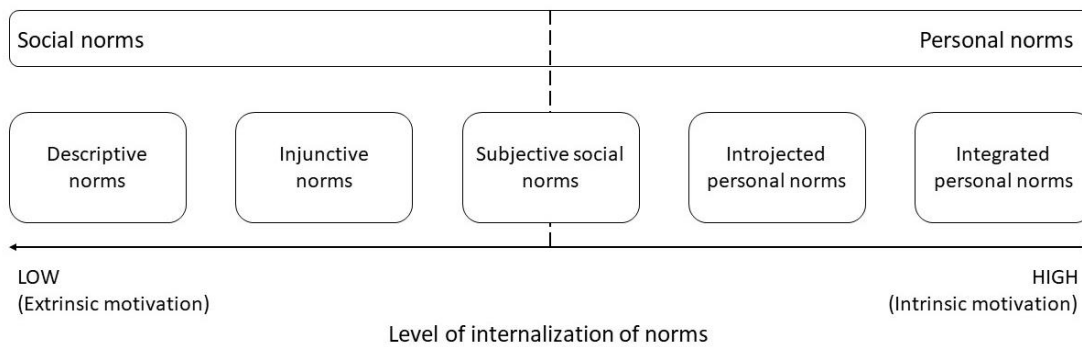 Social norms
Personal norms
Descriptive
norms
Injunctive
norms
Subjective social
norms
Introjected
personal norms
Integrated
personal norms
LOW
(Extrinsic motivation)
HIGH
(Intrinsic motivation)
Level of internalization of norms